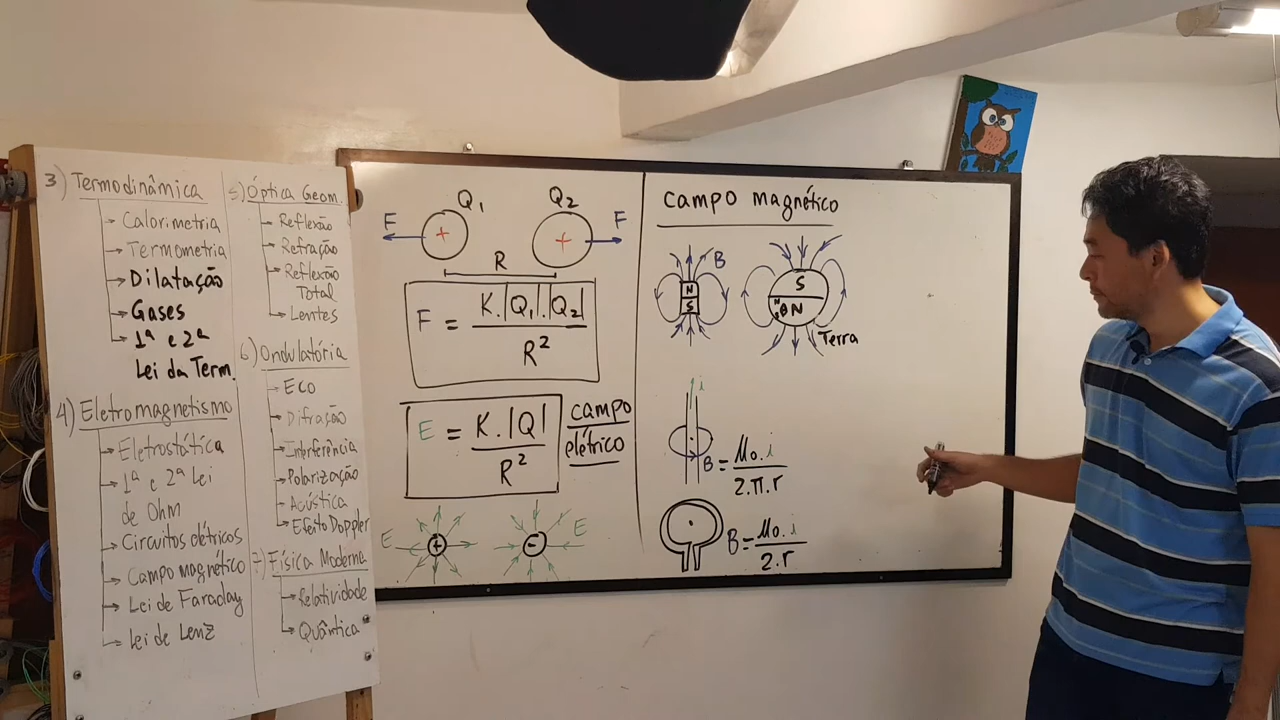 3) Termodinâmica
Calorimetria
Termometria
Dilatação
Gases
1ª e 2ª
Lei da Term.
4) Eletromagnetismo
Eletrostática
1ª e 2ª Lei
de Ohm
Circuitos elétricos
Campo magnético
Lei de Faraday
Lei de Lenz
5) Óptica Geom.
Reflexão
Refração
Reflexão
Total
Lentes
6) Ondulatória
Eco
Difração
Interferência
Polarização
Acústica
Efeito Doppler
7) Física Moderna
Relatividade
Quântica
Q1 Q2
F + + F
R
F = K.|Q1|.|Q2| / R²
E = K.|Q| / R²
campo
elétrico
E + - E
campo magnético
B
N
S
S
N
Terra
i
B = μ0.i / 2.π.r
B = μ0.i / 2.r